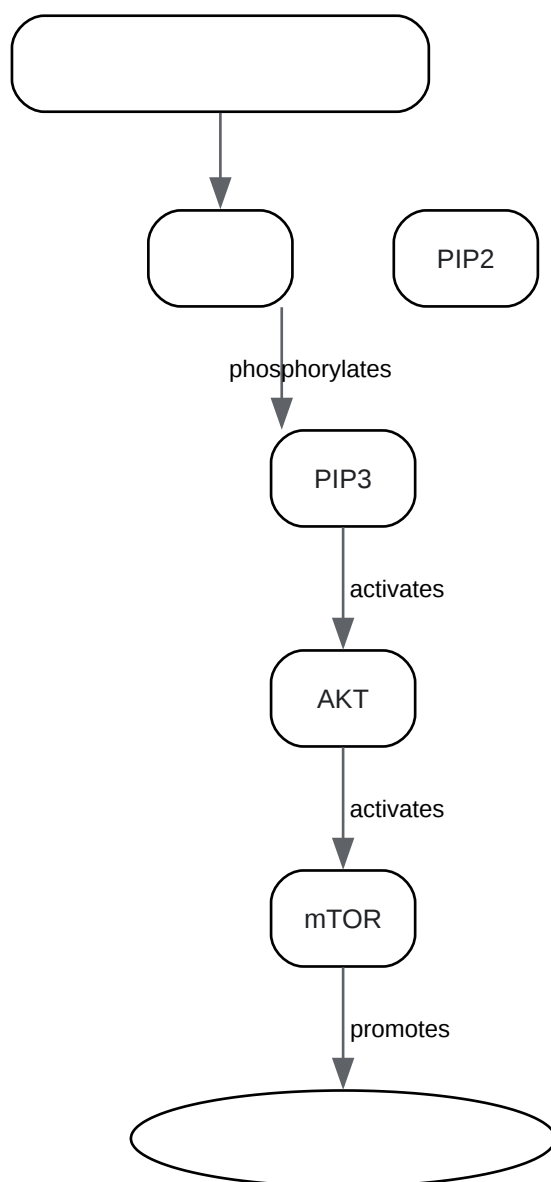 PIP2
phosphorylates
PIP3
activates
AKT
activates
mTOR
promotes